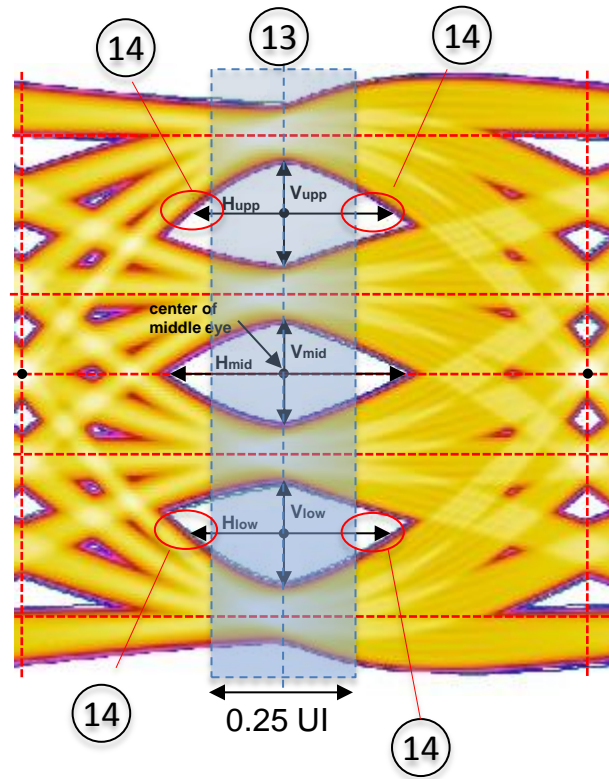 14
13
14
Hupp
Vupp
center of
middle eye
Vmid
Hmid
Hlow
Vlow
14
0.25 UI
14